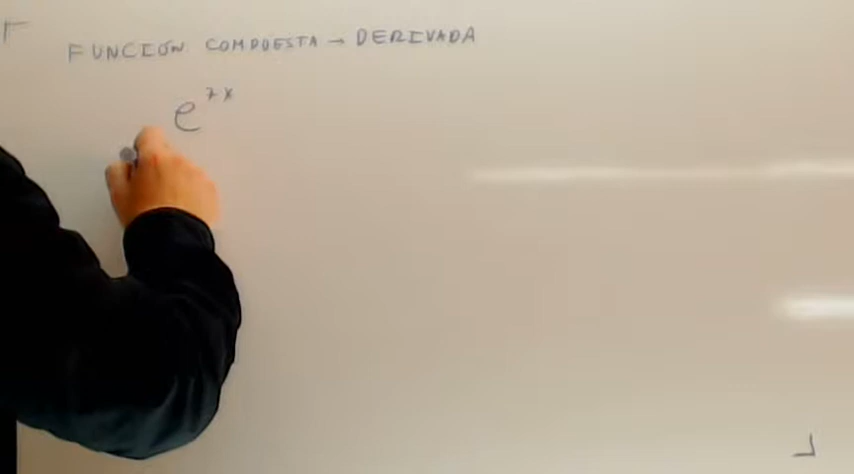 FUNCIÓN COMPUESTA → DERIVADA
e^7x